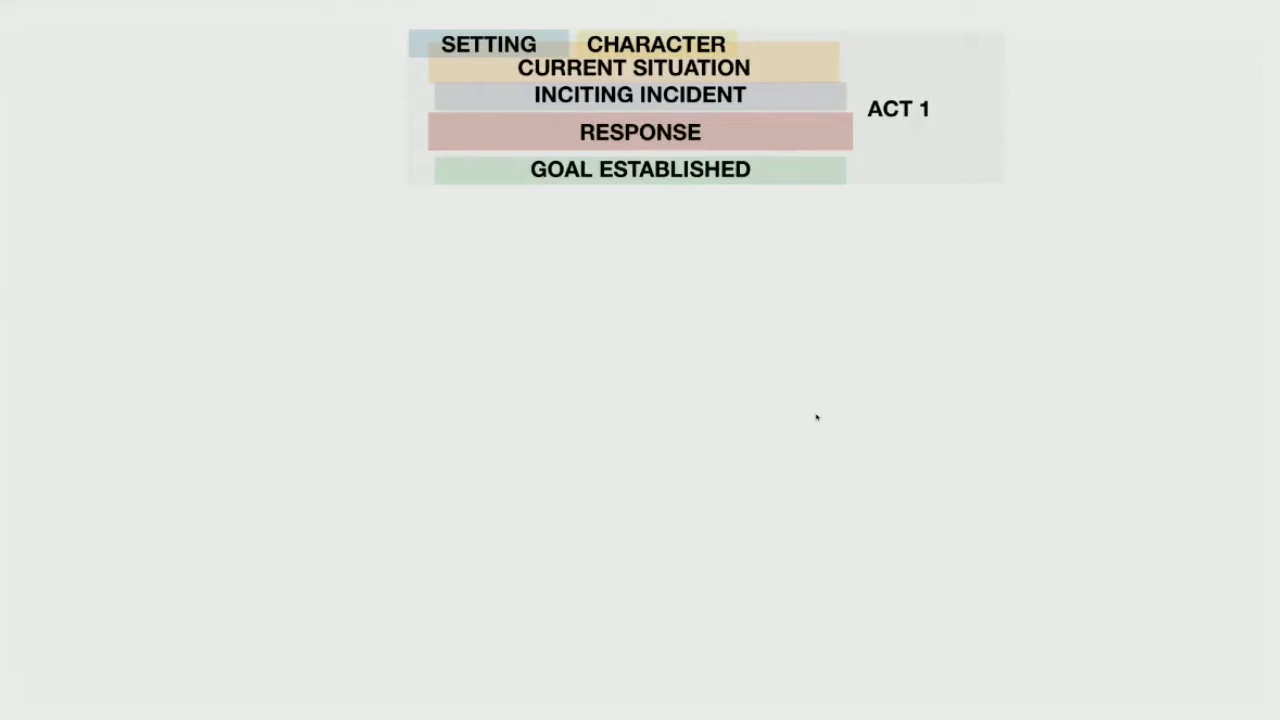 SETTING CHARACTER
CURRENT SITUATION
INCITING INCIDENT
ACT 1
RESPONSE
GOAL ESTABLISHED